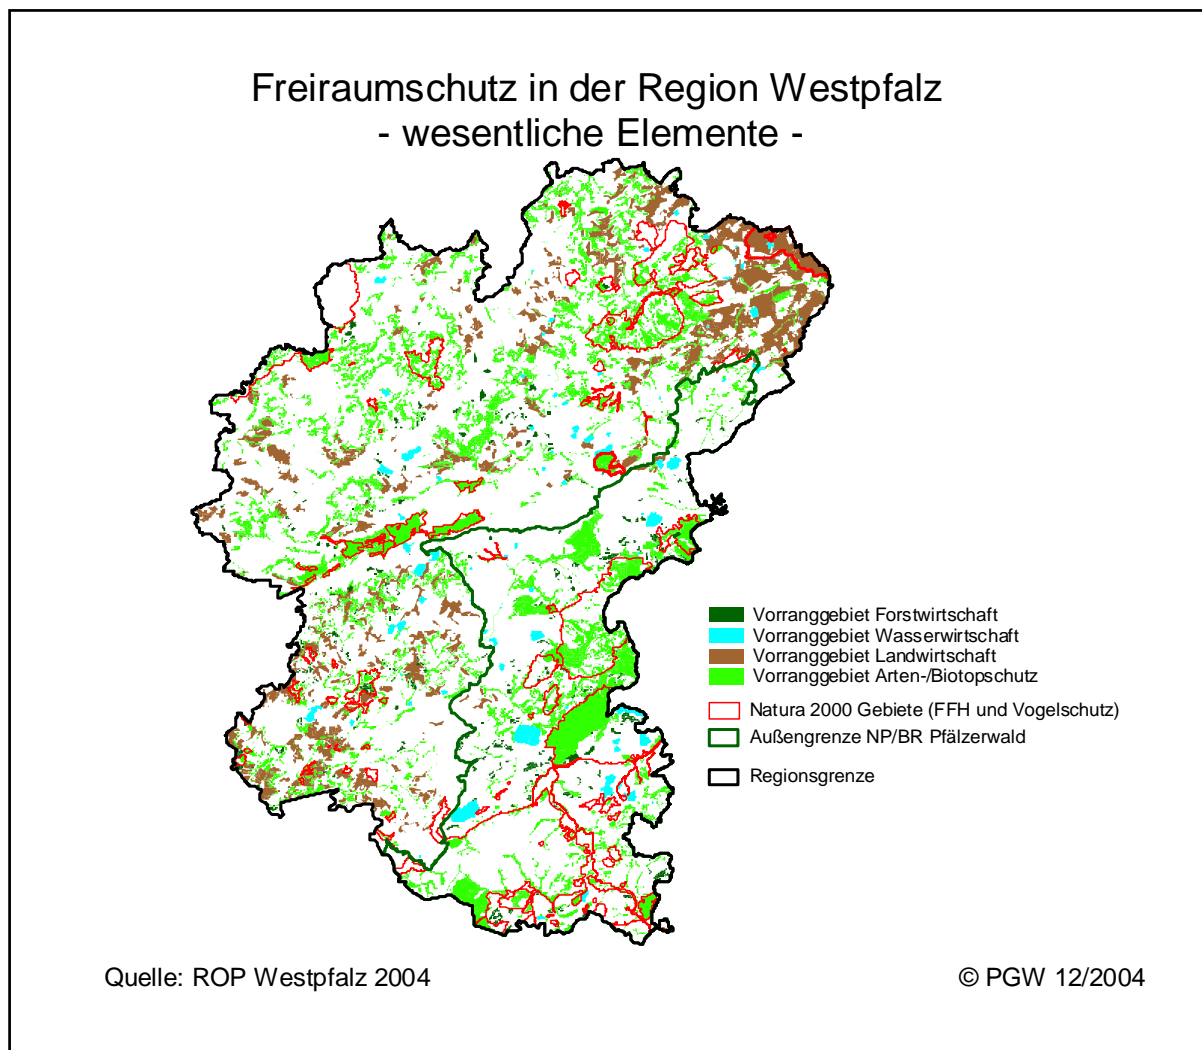 Freiraumschutz in der Region Westpfalz
- wesentliche Elemente -
Vorranggebiet Forstwirtschaft
Vorranggebiet Wasserwirtschaft
Vorranggebiet Landwirtschaft
Vorranggebiet Arten-/Biotopschutz
Natura 2000 Gebiete (FFH und Vogelschutz)
Außengrenze NP/BR Pfälzerwald
Regionsgrenze
Quelle: ROP Westpfalz 2004
© PGW 12/2004